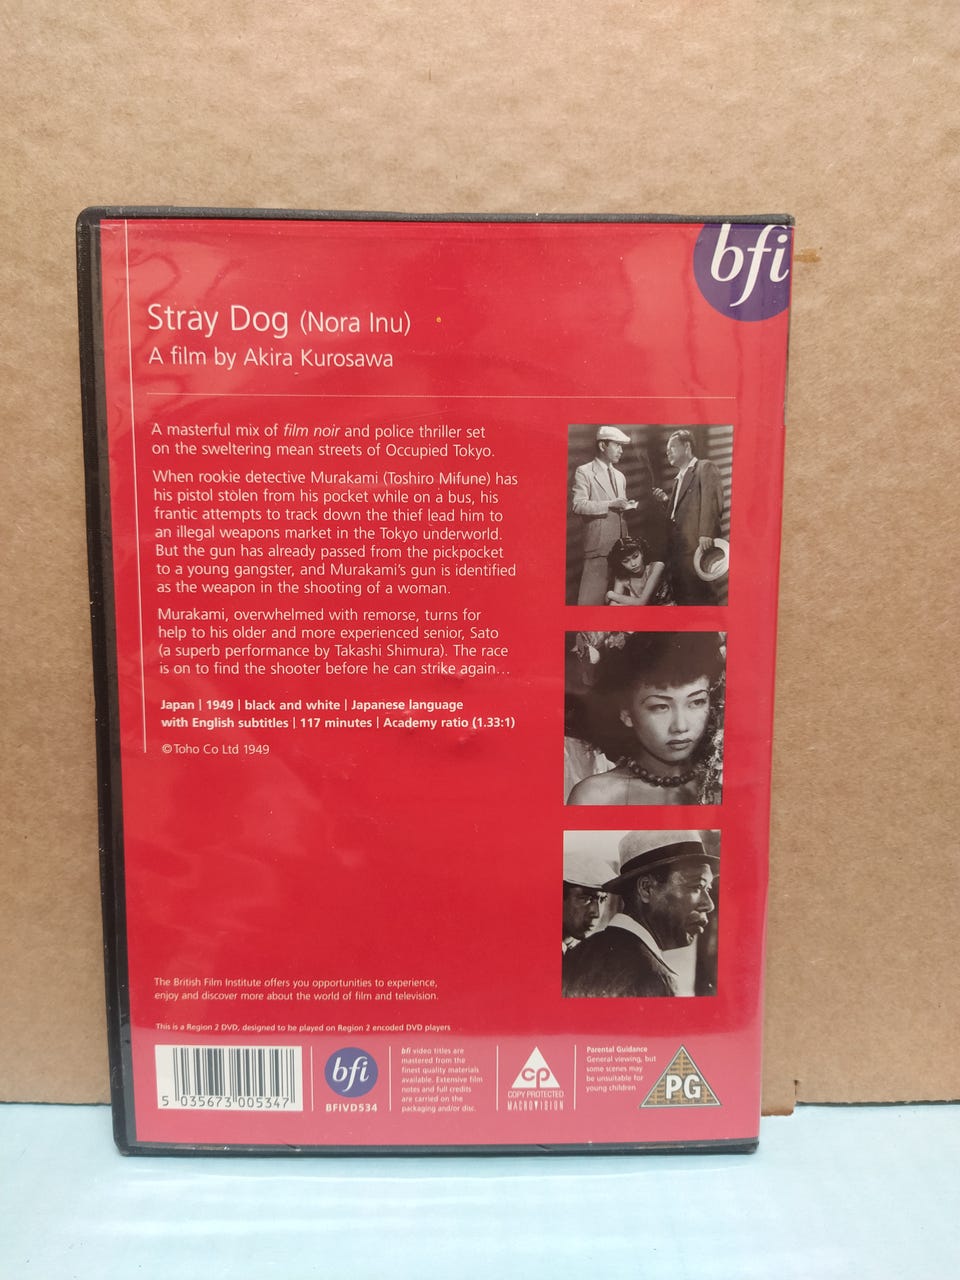 bfi
Stray Dog (Nora Inu)
A film by Akira Kurosawa
A masterful mix of film noir and police thriller set
on the sweltering mean streets of Occupied Tokyo.
When rookie detective Murakami (Toshiro Mifune) has
his pistol stolen from his pocket while on a bus, his
frantic attempts to track down the thief lead him to
an illegal weapons market in the Tokyo underworld.
But the gun has already passed from the pickpocket
to a young gangster, and Murakami's gun is identified
as the weapon in the shooting of a woman.
Murakami, overwhelmed with remorse, turns for
help to his older and more experienced senior, Sato
(a superb performance by Takashi Shimura). The race
is on to find the shooter before he can strike again...
Japan | 1949 | black and white | Japanese language
with English subtitles | 117 minutes | Academy ratio (1.33:1)
©Toho Co Ltd 1949
The British Film Institute offers you opportunities to experience,
enjoy and discover more about the world of film and television.
This is a Region 2 DVD, designed to be played on Region 2 encoded DVD players
5 035673 005347
bfi
BFIVD534
bfi video titles are
mastered from the
finest quality materials
available. Extensive film
notes and full credits
are carried on the
packaging and/or disc.
cp
COPY PROTECTED
MACROVISION
Parental Guidance
General viewing, but
some scenes may
be unsuitable for
young children
PG